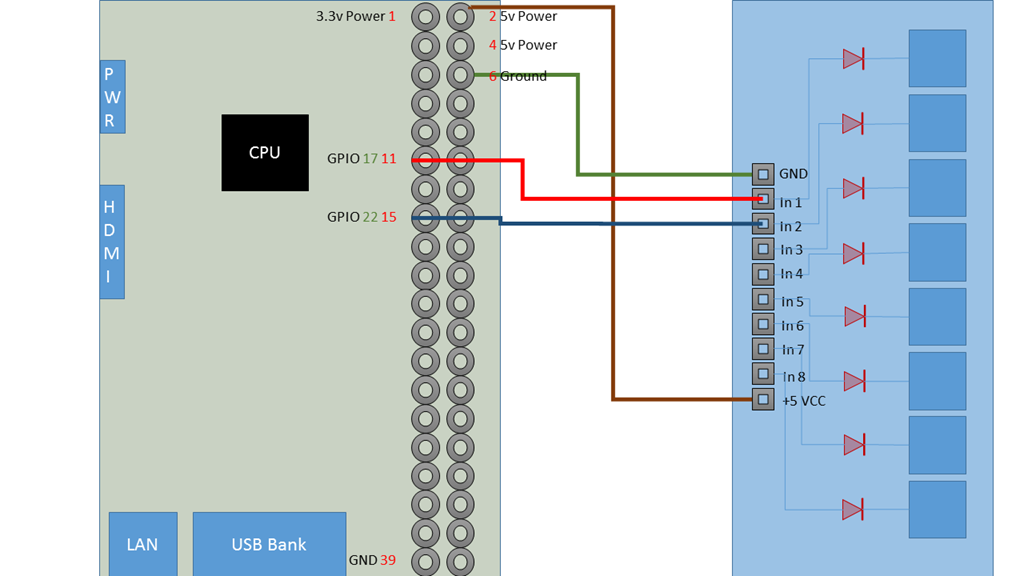 3.3v Power 1
2 5v Power
4 5v Power
6 Ground
P
W
R
CPU
GPIO 17 11
GPIO 22 15
H
D
M
I
GND
In 1
In 2
In 3
In 4
In 5
In 6
In 7
In 8
+5 VCC
LAN
USB Bank
GND 39